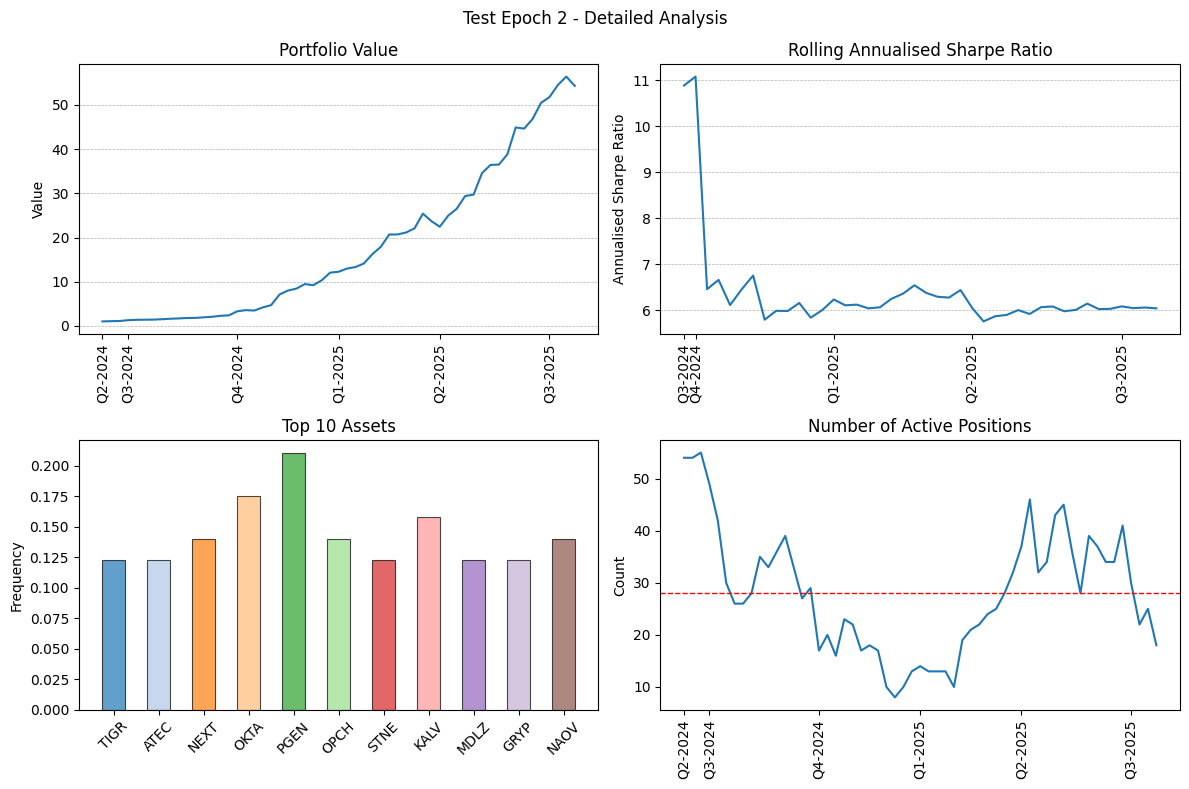 Test Epoch 2 - Detailed Analysis
Portfolio Value
Value
50
40
30
20
10
0
Q2-2024
Q3-2024
Q4-2024
Q1-2025
Q2-2025
Q3-2025
Rolling Annualised Sharpe Ratio
Annualised Sharpe Ratio
11
10
9
8
7
6
Q3-2024
Q4-2024
Q1-2025
Q2-2025
Q3-2025
Top 10 Assets
Frequency
0.200
0.175
0.150
0.125
0.100
0.075
0.050
0.025
0.000
TIGR
ATEC
NEXT
OKTA
PGEN
OPCH
STNE
KALV
MDLZ
GRYP
NAOV
Number of Active Positions
Count
50
40
30
20
10
Q2-2024
Q3-2024
Q4-2024
Q1-2025
Q2-2025
Q3-2025